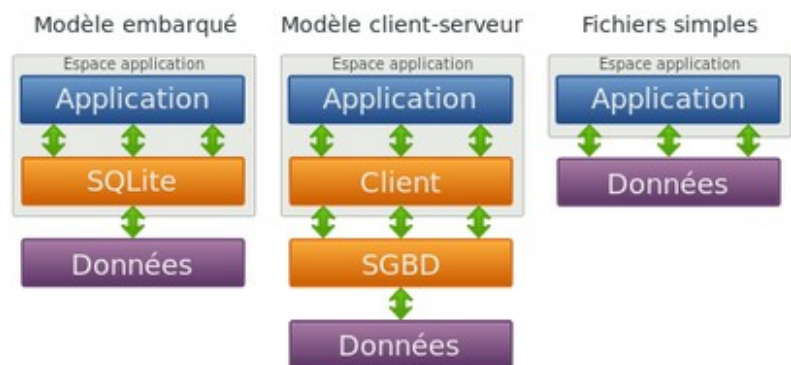 Modèle embarqué
Espace application
Application
SQLite
Données
Modèle client-serveur
Espace application
Application
Client
SGBD
Données
Fichiers simples
Espace application
Application
Données